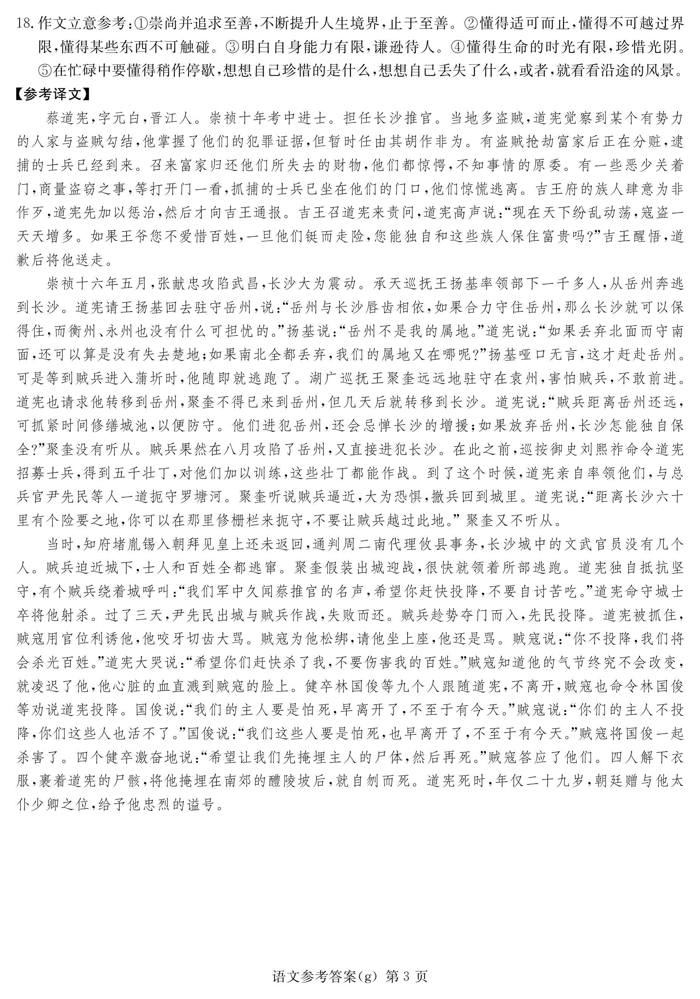 18. 作文立意参考:①崇尚并追求至善,不断提升人生境界,止于至善。②懂得适可而止,懂得不可越过界
限,懂得某些东西不可触碰。③明白自身能力有限,谦逊待人。④懂得生命的时光有限,珍惜光阴。
⑤在忙碌中要懂得稍作停歇,想想自己珍惜的是什么,想想自己丢失了什么,或者,就看看沿途的风景。
【参考译文】
蔡道宪,字元白,晋江人。崇祯十年考中进士。担任长沙推官。当地多盗贼,道宪觉察到某个有势力
的人家与盗贼勾结,他掌握了他们的犯罪证据,但暂时任由其胡作非为。有盗贼抢劫富家后正在分赃,逮
捕的士兵已经到来。召来富家归还他们所失去的财物,他们都惊愕,不知事情的原委。有一些恶少关着
门,商量盗窃之事,等打开门一看,抓捕的士兵已坐在他们的门口,他们惊慌逃离。吉王府的族人肆意为非
作歹,道宪先加以惩治,然后才向吉王通报。吉王召道宪来责问,道宪高声说:“现在天下纷乱动荡,寇盗一
天天增多。如果王爷您不爱惜百姓,一旦他们铤而走险,您能独自和这些族人保住富贵吗?”吉王醒悟,道
歉后将他送走。
崇祯十六年五月,张献忠攻陷武昌,长沙大为震动。承天巡抚王扬基率领部下一千多人,从岳州奔逃
到长沙。道宪请王扬基回去驻守岳州,说:“岳州与长沙唇齿相依,如果合力守住岳州,那么长沙就可以保
得住,而衡州、永州也没有什么可担忧的。”扬基说:“岳州不是我的属地。”道宪说:“如果丢弃北面而守南
面,还可以算是没有失去楚地;如果南北全都丢弃,我们的属地又在哪呢?”扬基哑口无言,这才赶赴岳州。
可是等到贼兵进入蒲圻时,他随即就逃跑了。湖广巡抚王聚奎远远地驻守在袁州,害怕贼兵,不敢前进。
道宪也请求他转移到岳州,聚奎不得已来到岳州,但几天后就转移到长沙。道宪说:“贼兵距离岳州还远,
可抓紧时间修缮城池,以便防守。他们进犯岳州,还会忌惮长沙的增援;如果放弃岳州,长沙怎能独自保
全?”聚奎没有听从。贼兵果然在八月攻陷了岳州,又直接进犯长沙。在此之前,巡按御史刘熙祚命令道宪
招募士兵,得到五千壮丁,对他们加以训练,这些壮丁都能作战。到了这个时候,道宪亲自率领他们,与总
兵官尹先民等人一道扼守罗塘河。聚奎听说贼兵逼近,大为恐惧,撤兵回到城里。道宪说:“距离长沙六十
里有个险要之地,你可以在那里修栅栏来扼守,不要让贼兵越过此地。” 聚奎又不听从。
当时,知府堵胤锡入朝拜见皇上还未返回,通判周二南代理攸县事务,长沙城中的文武官员没有几个
人。贼兵迫近城下,士人和百姓全都逃窜。聚奎假装出城迎战,很快就领着所部逃跑。道宪独自抵抗坚
守,有个贼兵绕着城呼叫:“我们军中久闻蔡推官的名声,希望你赶快投降,不要自讨苦吃。”道宪命守城士
卒将他射杀。过了三天,尹先民出城与贼兵作战,失败而还。贼兵趁势夺门而入,先民投降。道宪被抓住,
贼寇用官位利诱他,他咬牙切齿大骂。贼寇为他松绑,请他坐上座,他还是骂。贼寇说:“你不投降,我们将
会杀光百姓。”道宪大哭说:“希望你们赶快杀了我,不要伤害我的百姓。”贼寇知道他的气节终究不会改变,
就凌迟了他,他心脏的血直溅到贼寇的脸上。健卒林国俊等九个人跟随道宪,不离开,贼寇也命令林国俊
等劝说道宪投降。国俊说:“我们的主人要是怕死,早离开了,不至于有今天。”贼寇说:“你们的主人不投
降,你们这些人也活不了。”国俊说:“我们这些人要是怕死,也早离开了,不至于有今天。”贼寇将国俊一起
杀害了。四个健卒激奋地说:“希望让我们先掩埋主人的尸体,然后再死。”贼寇答应了他们。四人解下衣
服,裹着道宪的尸骸,将他掩埋在南郊的醴陵坡后,就自刎而死。道宪死时,年仅二十九岁,朝廷赠与他太
仆少卿之位,给予他忠烈的谥号。
语文参考答案(g) 第 3 页